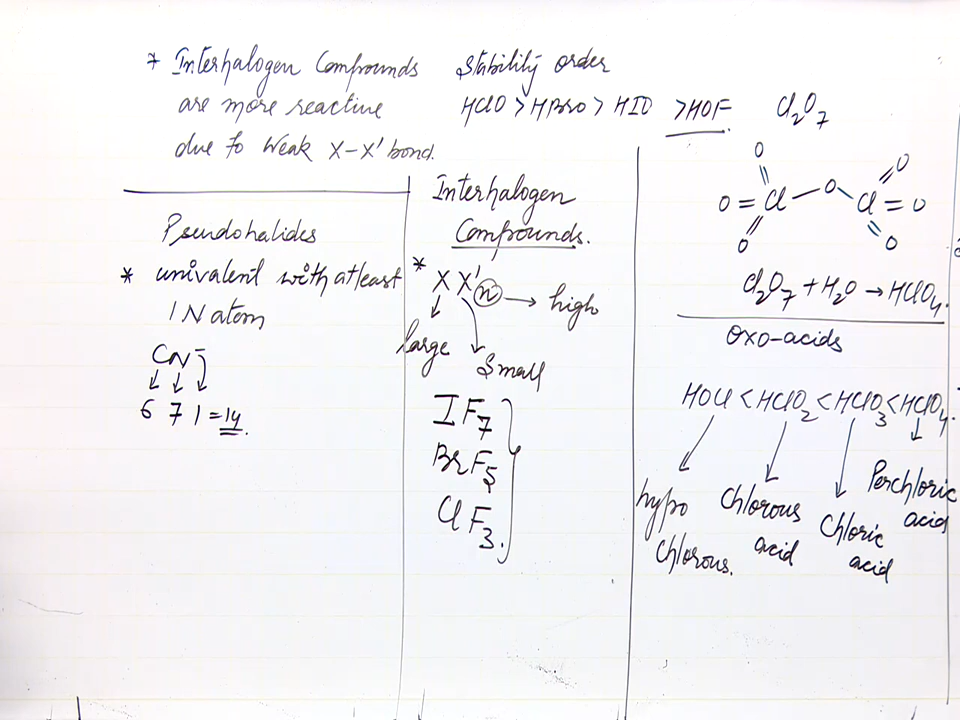 * Interhalogen Compounds
are more reactive
due to weak X-X' bond.
Stability order
HClO > HBrO > HIO > HOF
Pseudohalides
* univalent with atleast
1 N atom
CN⁻
6 7 1 = 14
Interhalogen
Compounds.
* X X'n → high
large
Small
IF7
BrF5
ClF3.
Cl2O7
O O
O = Cl - O - Cl = O
O O
Cl2O7 + H2O → HClO4.
Oxo-acids
HOCl < HClO2 < HClO3 < HClO4.
hypo
Chlorous.
Chlorous
acid
Chloric
acid
Perchloric
acid